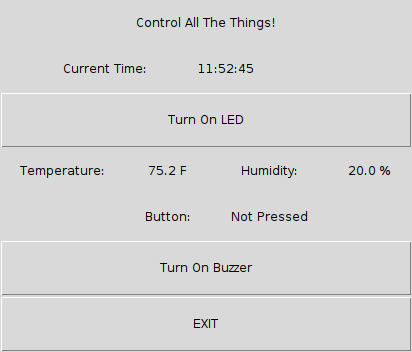 Control All The Things!
Current Time: 11:52:45
Turn On LED
Temperature: 75.2 F Humidity: 20.0 %
Button: Not Pressed
Turn On Buzzer
EXIT